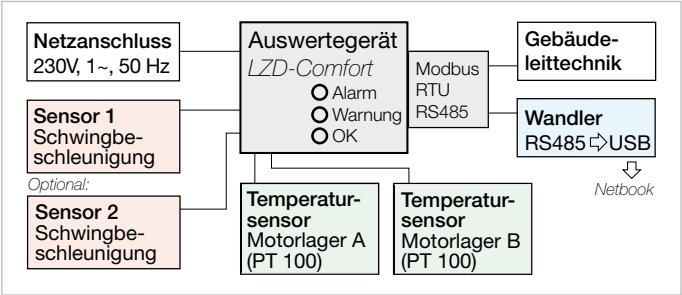 Netzanschluss
230V, 1~, 50 Hz
Sensor 1
Schwingbe-
schleunigung
Optional:
Sensor 2
Schwingbe-
schleunigung
Auswertegerät
LZD-Comfort
Alarm
Warnung
OK
Modbus
RTU
RS485
Gebäude-
leittechnik
Wandler
RS485 ⇨ USB
Netbook
Temperatur-
sensor
Motorlager A
(PT 100)
Temperatur-
sensor
Motorlager B
(PT 100)